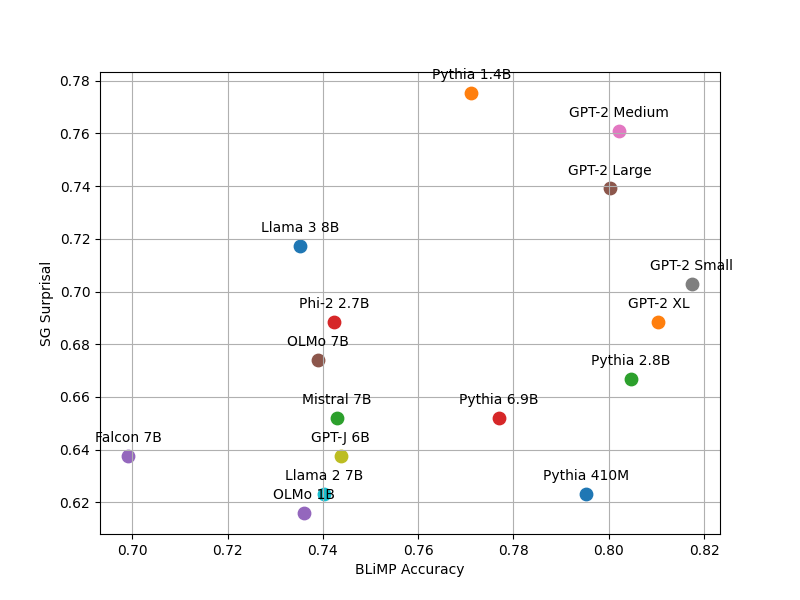 Pythia 1.4B
0.78
GPT-2 Medium
0.76
GPT-2 Large
0.74
Llama 3 8B
0.72
GPT-2 Small
0.70
Phi-2 2.7B
GPT-2 XL
OLMo 7B
0.68
Pythia 2.8B
0.66
Mistral 7B
Pythia 6.9B
Falcon 7B
GPT-J 6B
0.64
Llama 2 7B
Pythia 410M
OLMo 1B
0.62
SG Surprisal
0.70
0.72
0.74
0.76
0.78
0.80
0.82
BLiMP Accuracy